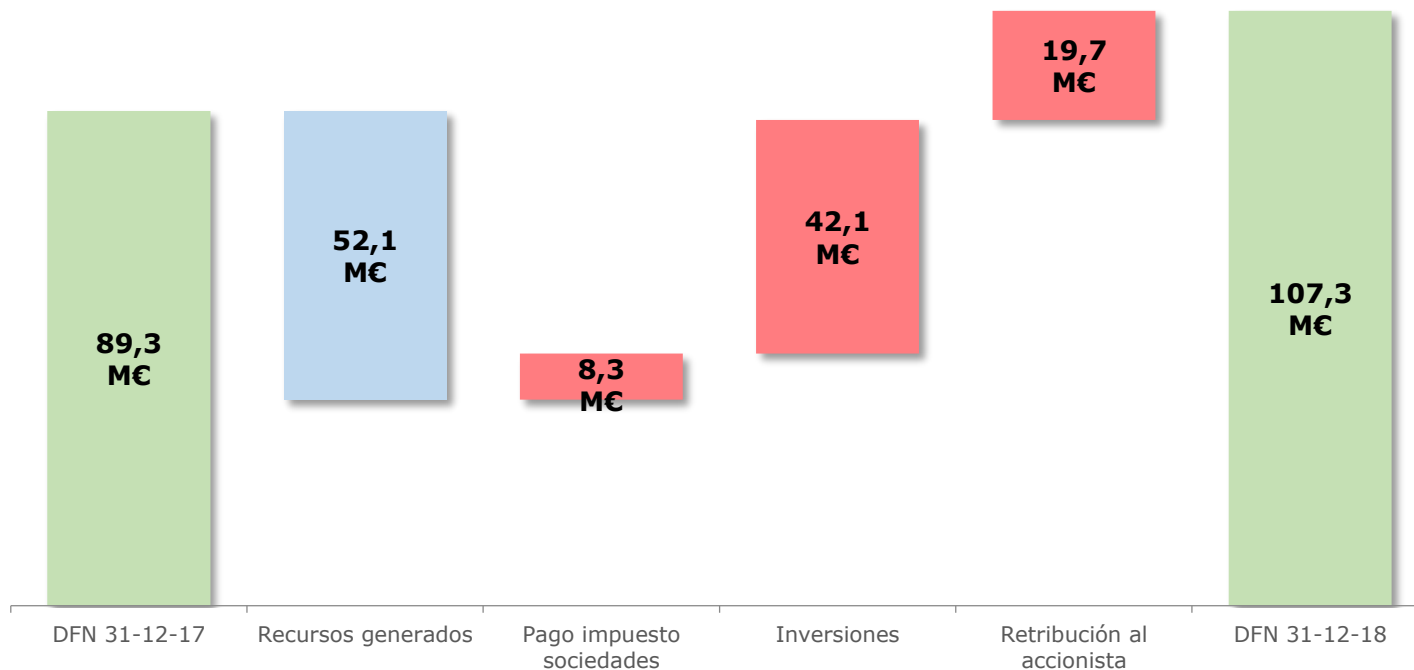 89,3
M€
52,1
M€
8,3
M€
42,1
M€
19,7
M€
107,3
M€
DFN 31-12-17
Recursos generados
Pago impuesto
sociedades
Inversiones
Retribución al
accionista
DFN 31-12-18